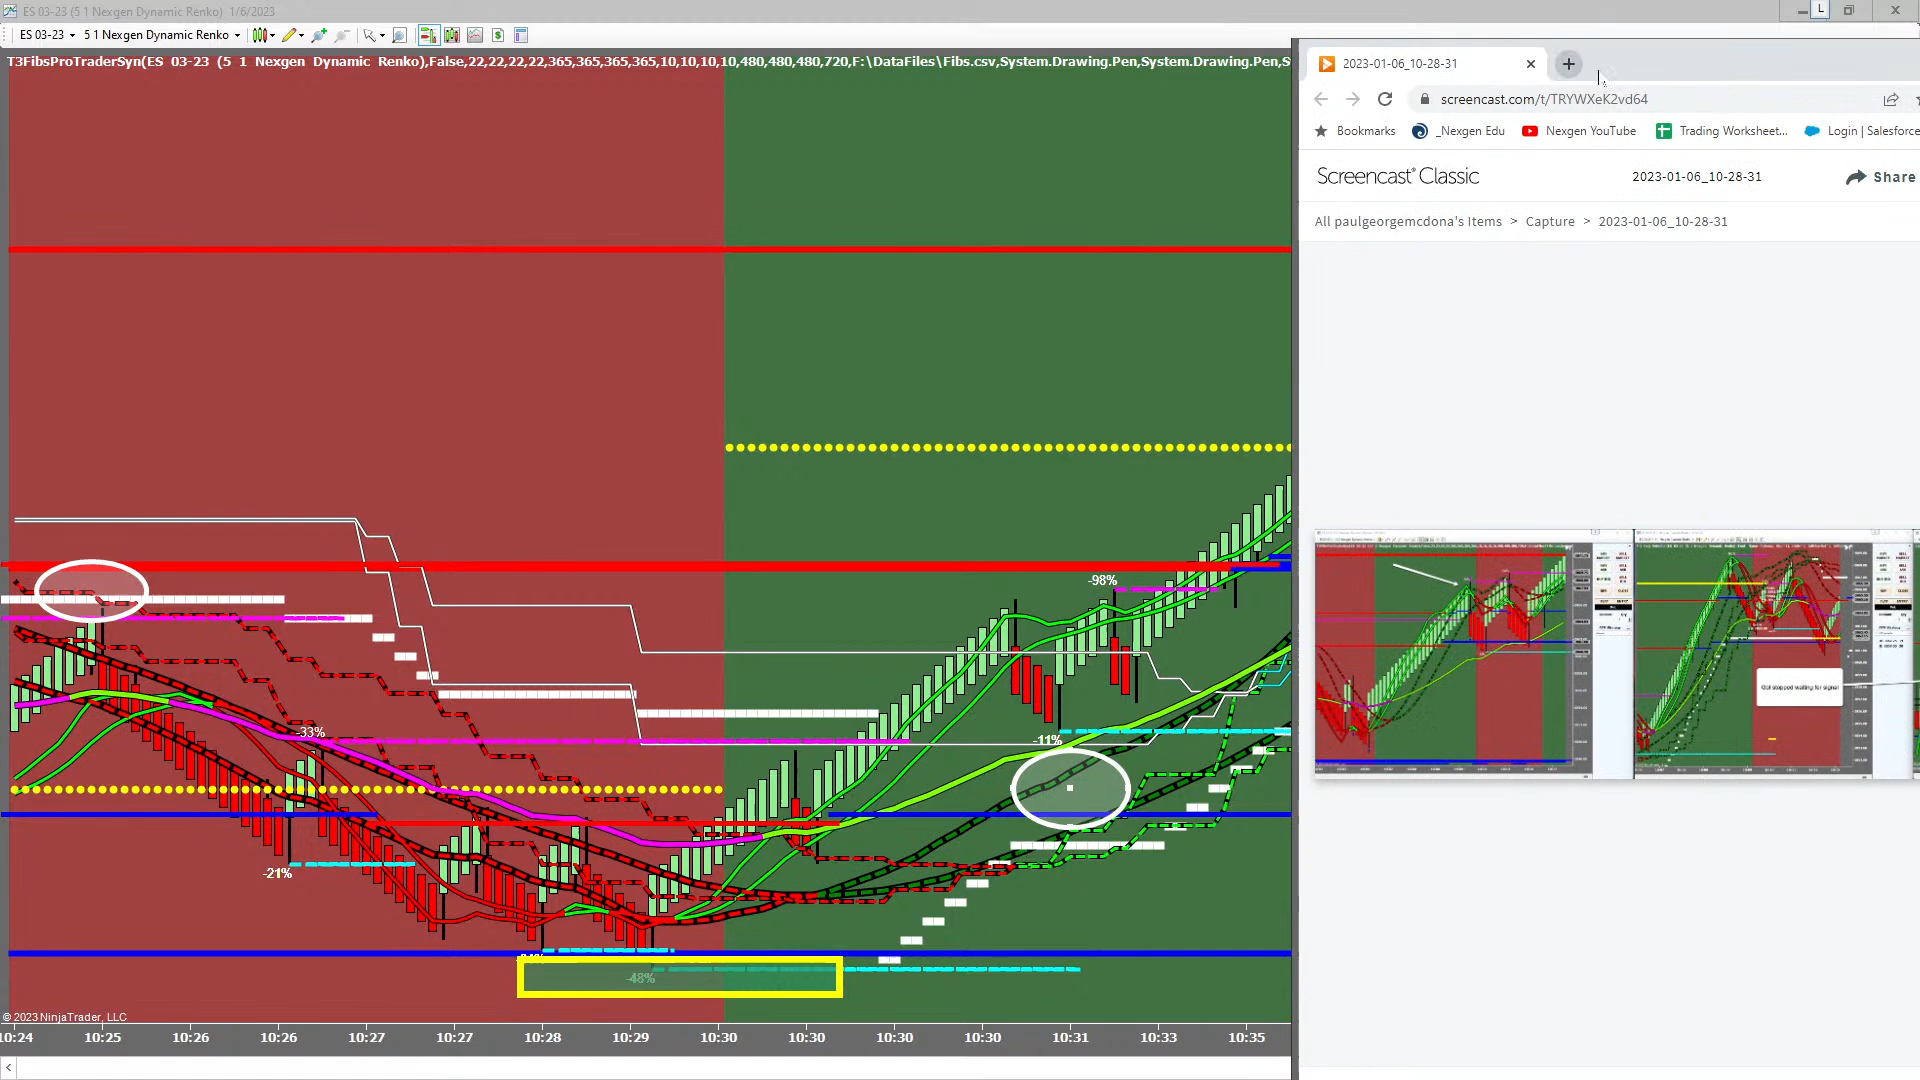 ES 03-23 (5 1 Nexgen Dynamic Renko) 1/6/2023
L
ES 03-23 5 1 Nexgen Dynamic Renko
T3FibsProTraderSyn(ES 03-23 (5 1 Nexgen Dynamic Renko),False,22,22,22,22,365,365,365,365,10,10,10,10,480,480,480,720,F:\DataFiles\Fibs.csv,System.Drawing.Pen,System.Drawing.Pen,S
2023-01-06_10-28-31
screencast.com/t/TRYWXeK2vd64
Bookmarks _Nexgen Edu Nexgen YouTube Trading Worksheet... Login | Salesforce
Screencast Classic 2023-01-06_10-28-31 Share
All paulgeorgemcdona's Items > Capture > 2023-01-06_10-28-31
-98%
-33%
-11%
-21%
-48%
Got stopped waiting for signal
© 2023 NinjaTrader, LLC
10:24 10:25 10:26 10:26 10:27 10:27 10:28 10:29 10:30 10:30 10:30 10:30 10:31 10:33 10:35